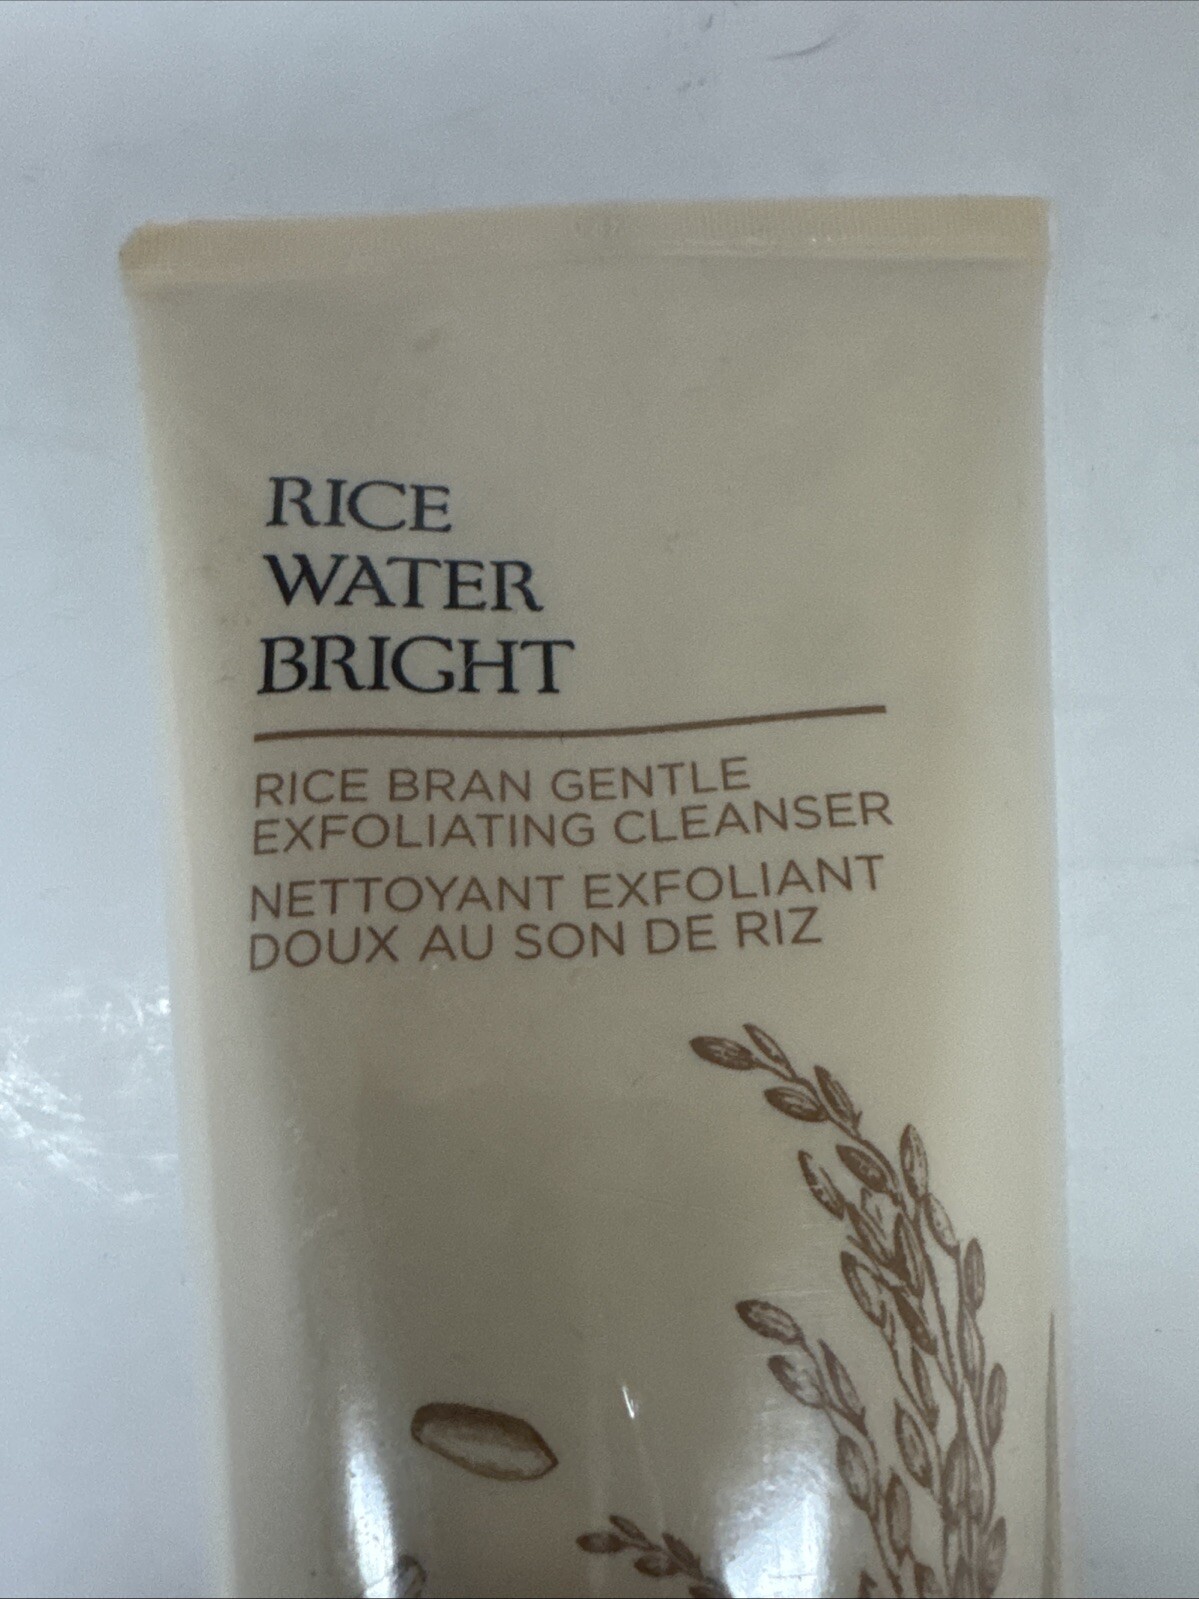 RICE
WATER
BRIGHT
RICE BRAN GENTLE
EXFOLIATING CLEANSER
NETTOYANT EXFOLIANT
DOUX AU SON DE RIZ